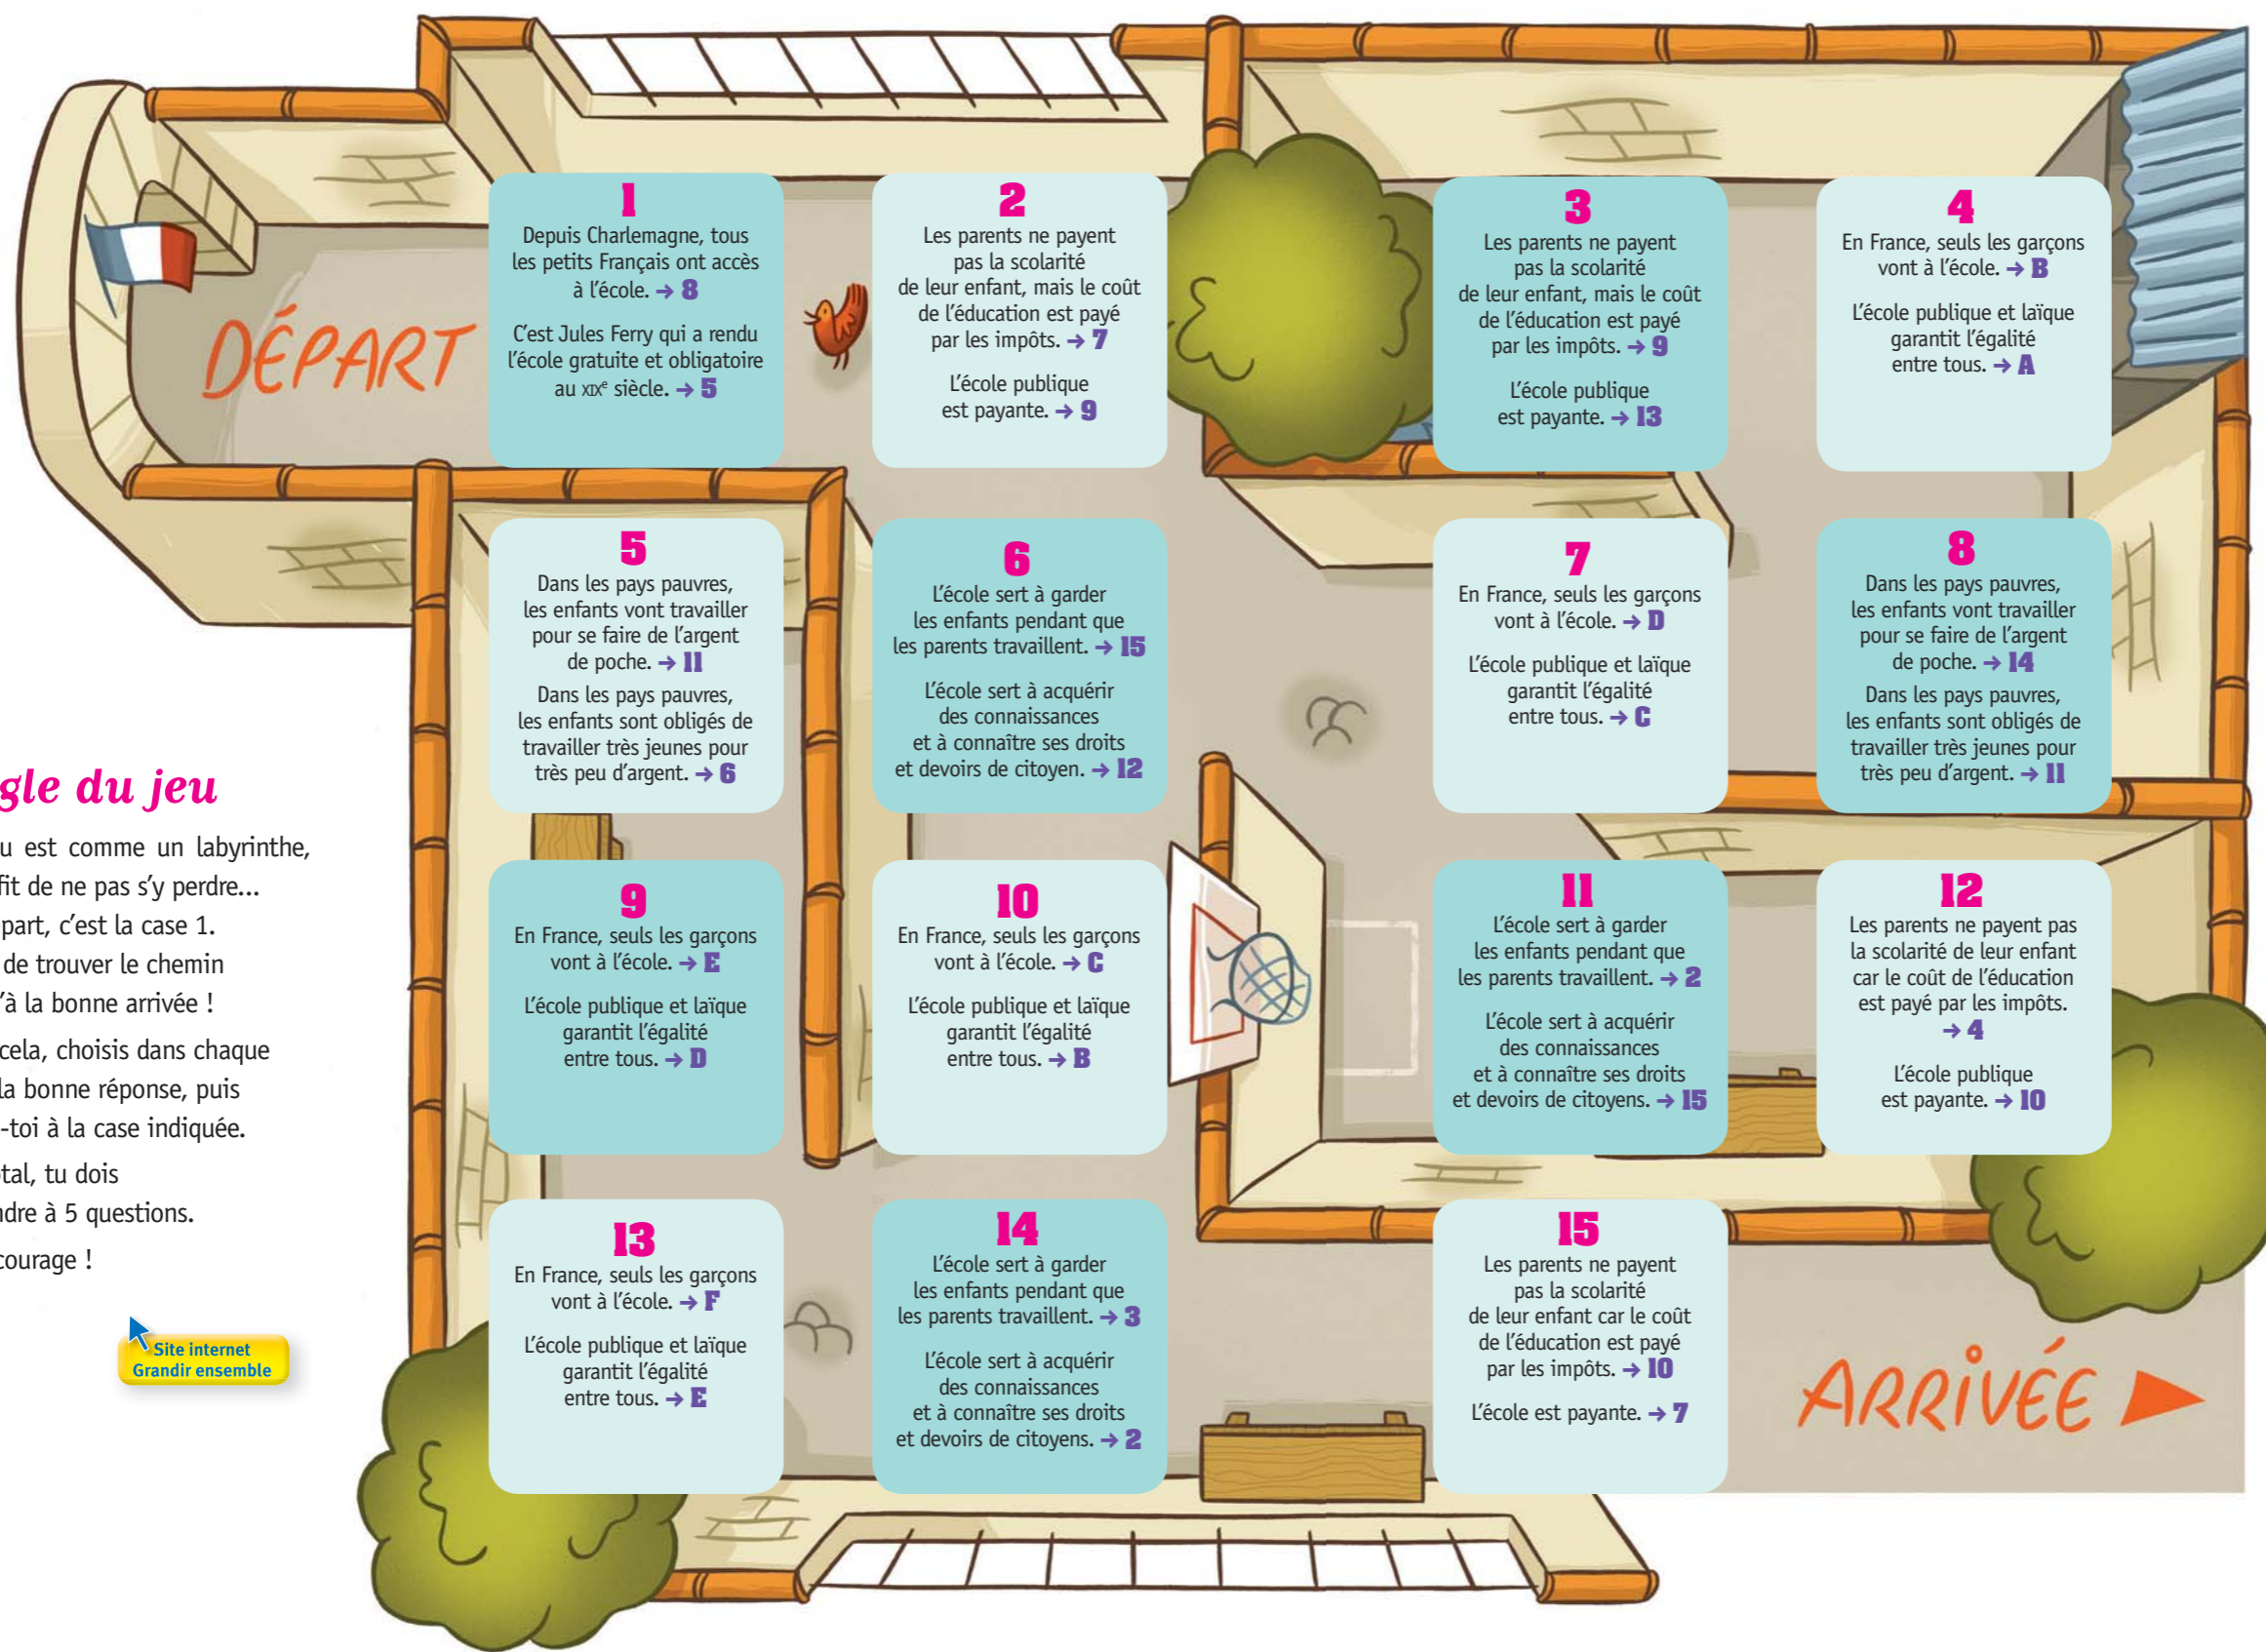 DÉPART
1
Depuis Charlemagne, tous
les petits Français ont accès
à l'école. → 8
C'est Jules Ferry qui a rendu
l'école gratuite et obligatoire
au XIXe siècle. → 5
2
Les parents ne payent
pas la scolarité
de leur enfant, mais le coût
de l'éducation est payé
par les impôts. → 7
L'école publique
est payante. → 9
3
Les parents ne payent
pas la scolarité
de leur enfant, mais le coût
de l'éducation est payé
par les impôts. → 9
L'école publique
est payante. → 13
4
En France, seuls les garçons
vont à l'école. → B
L'école publique et laïque
garantit l'égalité
entre tous. → A
5
Dans les pays pauvres,
les enfants vont travailler
pour se faire de l'argent
de poche. → 11
Dans les pays pauvres,
les enfants sont obligés de
travailler très jeunes pour
très peu d'argent. → 6
6
L'école sert à garder
les enfants pendant que
les parents travaillent. → 15
L'école sert à acquérir
des connaissances
et à connaître ses droits
et devoirs de citoyen. → 12
7
En France, seuls les garçons
vont à l'école. → D
L'école publique et laïque
garantit l'égalité
entre tous. → C
8
Dans les pays pauvres,
les enfants vont travailler
pour se faire de l'argent
de poche. → 14
Dans les pays pauvres,
les enfants sont obligés de
travailler très jeunes pour
très peu d'argent. → 11
gle du jeu
u est comme un labyrinthe,
fit de ne pas s'y perdre...
part, c'est la case 1.
de trouver le chemin
'à la bonne arrivée !
cela, choisis dans chaque
la bonne réponse, puis
-toi à la case indiquée.
otal, tu dois
ndre à 5 questions.
courage !
Site internet
Grandir ensemble
9
En France, seuls les garçons
vont à l'école. → E
L'école publique et laïque
garantit l'égalité
entre tous. → D
10
En France, seuls les garçons
vont à l'école. → C
L'école publique et laïque
garantit l'égalité
entre tous. → B
11
L'école sert à garder
les enfants pendant que
les parents travaillent. → 2
L'école sert à acquérir
des connaissances
et à connaître ses droits
et devoirs de citoyens. → 15
12
Les parents ne payent pas
la scolarité de leur enfant
car le coût de l'éducation
est payé par les impôts.
→ 4
L'école publique
est payante. → 10
13
En France, seuls les garçons
vont à l'école. → F
L'école publique et laïque
garantit l'égalité
entre tous. → E
14
L'école sert à garder
les enfants pendant que
les parents travaillent. → 3
L'école sert à acquérir
des connaissances
et à connaître ses droits
et devoirs de citoyens. → 2
15
Les parents ne payent
pas la scolarité
de leur enfant car le coût
de l'éducation est payé
par les impôts. → 10
L'école est payante. → 7
ARRIVÉE